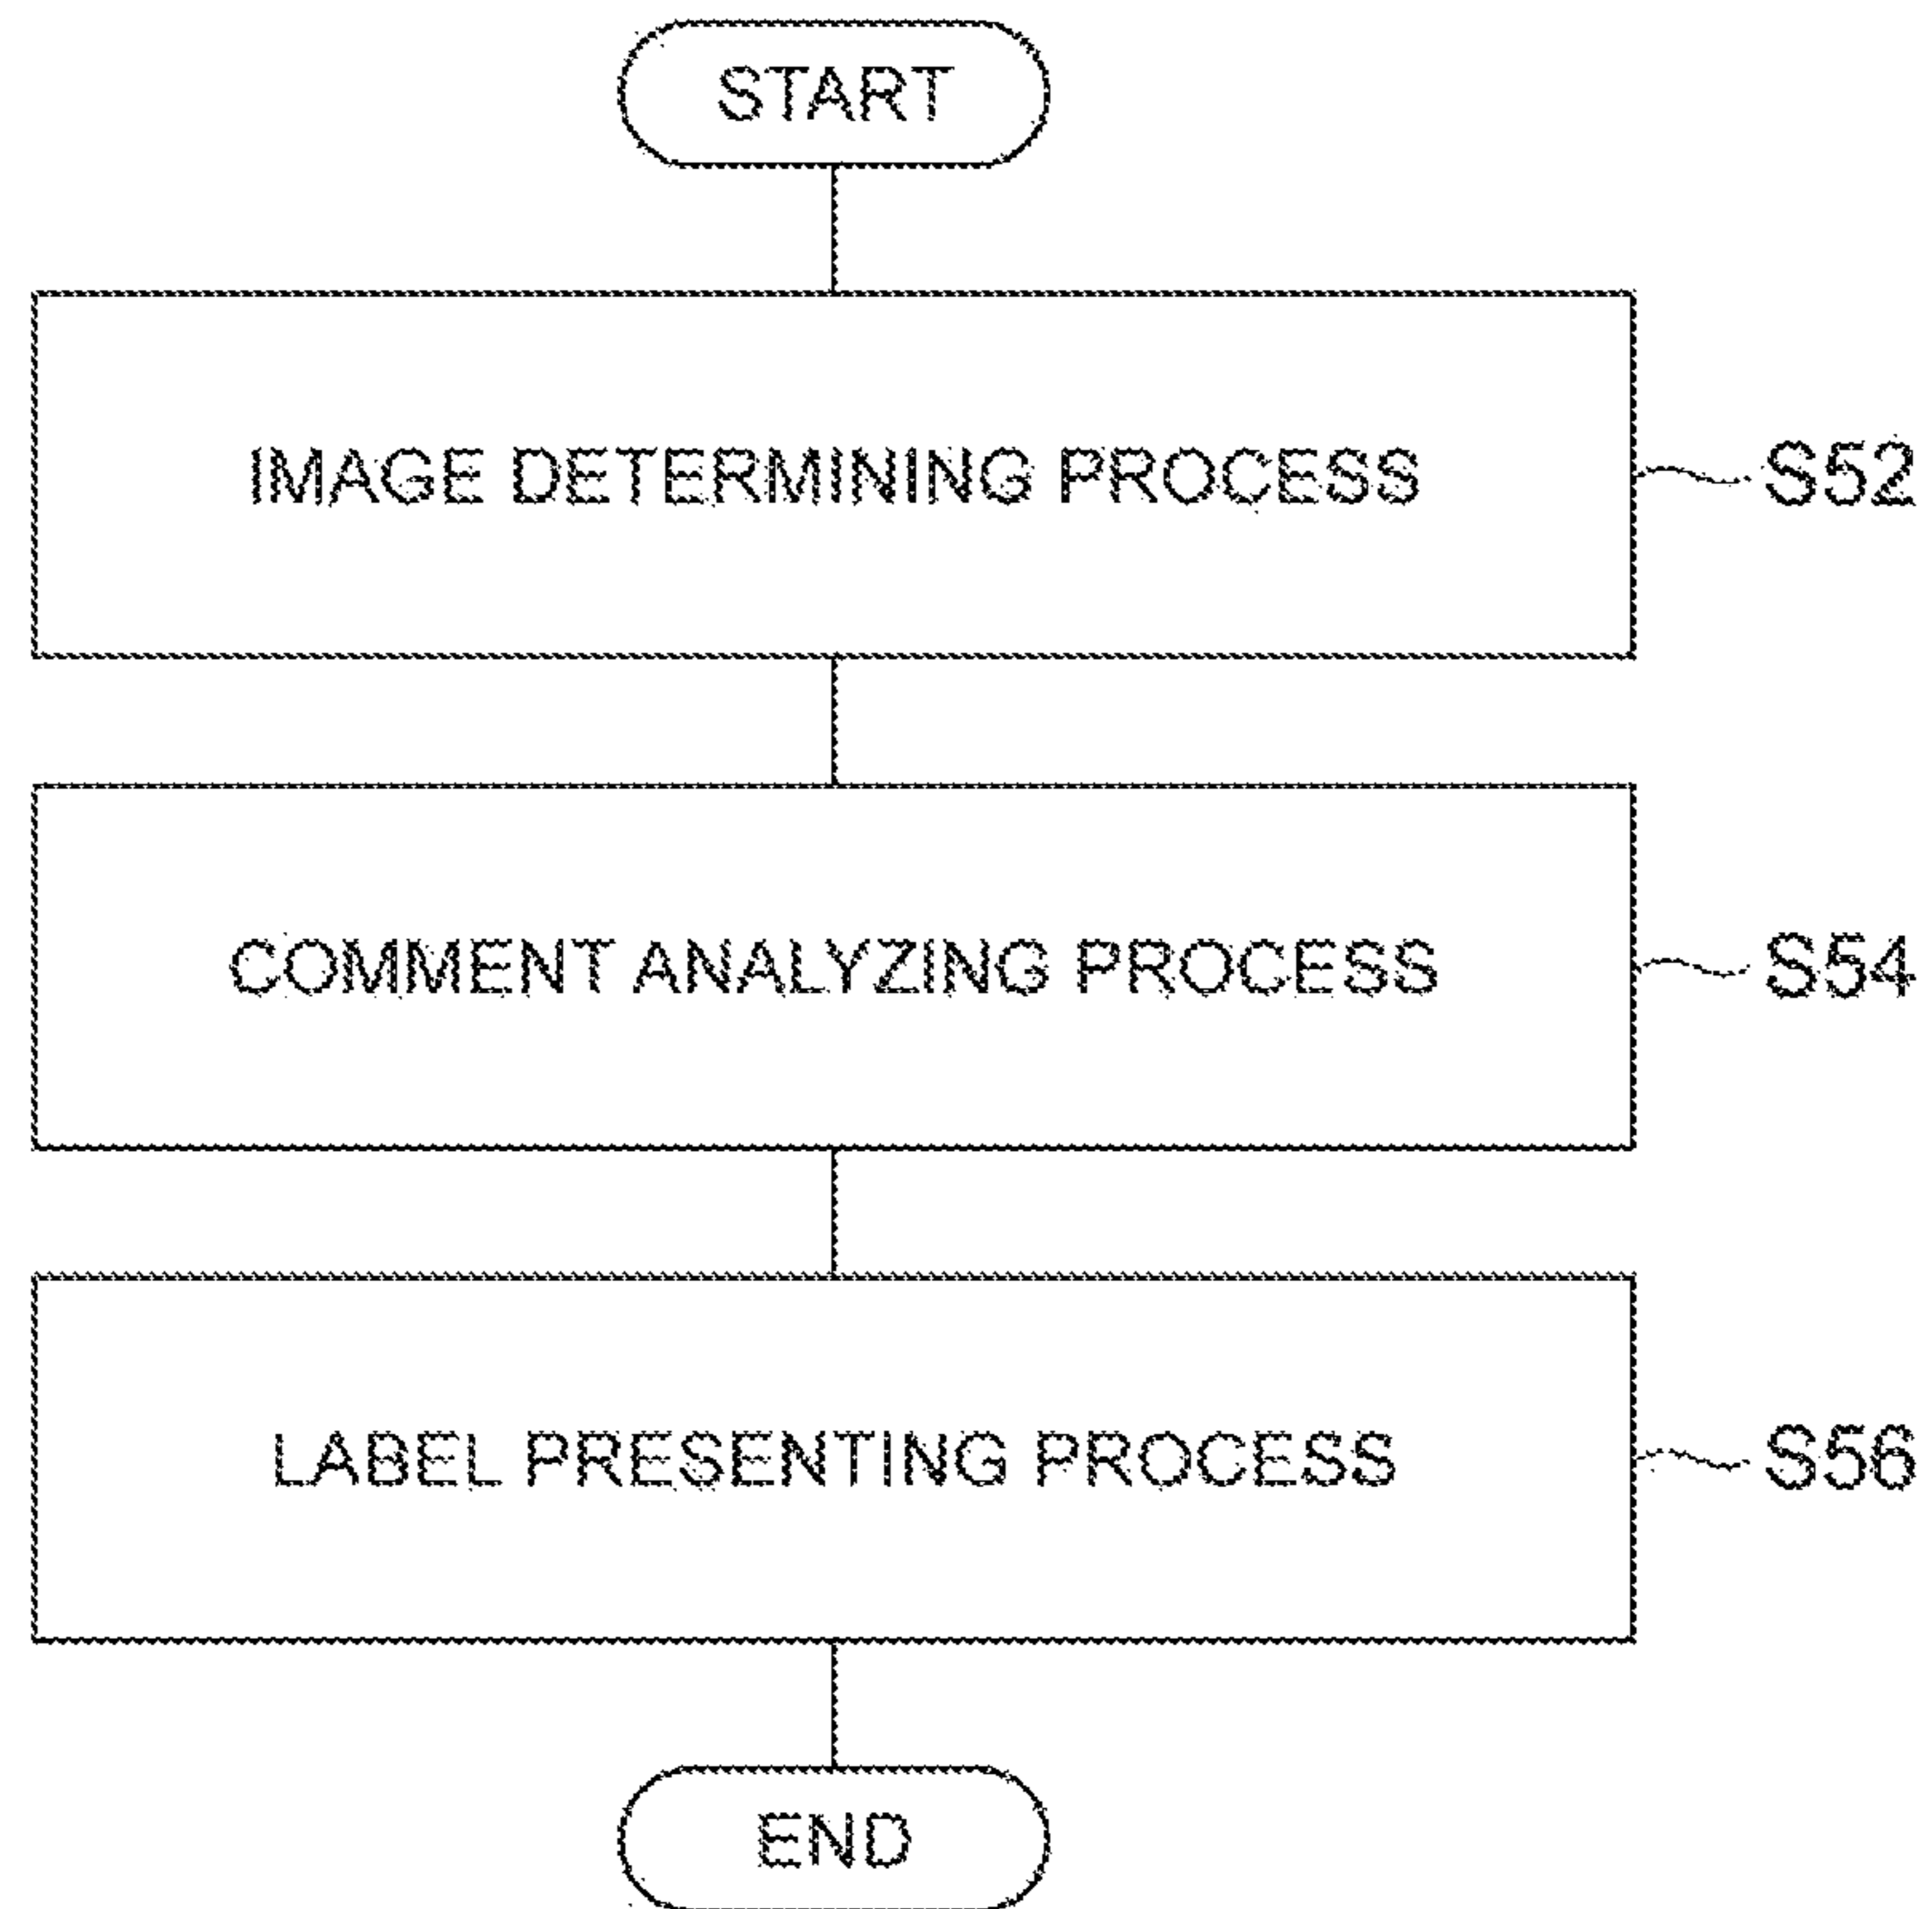 START
IMAGE DETERMINING PROCESS
S52
COMMENT ANALYZING PROCESS
S54
LABEL PRESENTING PROCESS
S56
END